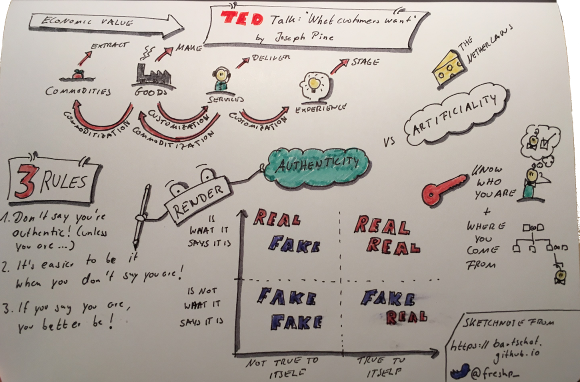 ECONOMIC VALUE
TED Talk: "What customers want"
by Joseph Pine
EXTRACT
MAKE
DELIVER
STAGE
COMMODITIES
GOODS
SERVICES
EXPERIENCE
COMMODITIZATION
CUSTOMIZATION
COMMODITIZATION
CUSTOMIZATION
THE
NETHERLANDS
ARTIFICIALITY
VS
AUTHENTICITY
RENDER
3 RULES
1. Don't say you're
authentic! (unless
you are ...)
2. It's easier to be it
when you don't say you are!
3. If you say you are,
you better be!
KNOW
WHO
YOU ARE
+
WHERE
YOU
COME
FROM
IS
WHAT IT
SAYS IT IS
IS NOT
WHAT IT
SAYS IT IS
REAL
FAKE
REAL
REAL
FAKE
FAKE
FAKE
REAL
NOT TRUE TO
ITSELF
TRUE TO
ITSELF
SKETCHNOTE FROM
https://bartschat.
github.io
@freshp_